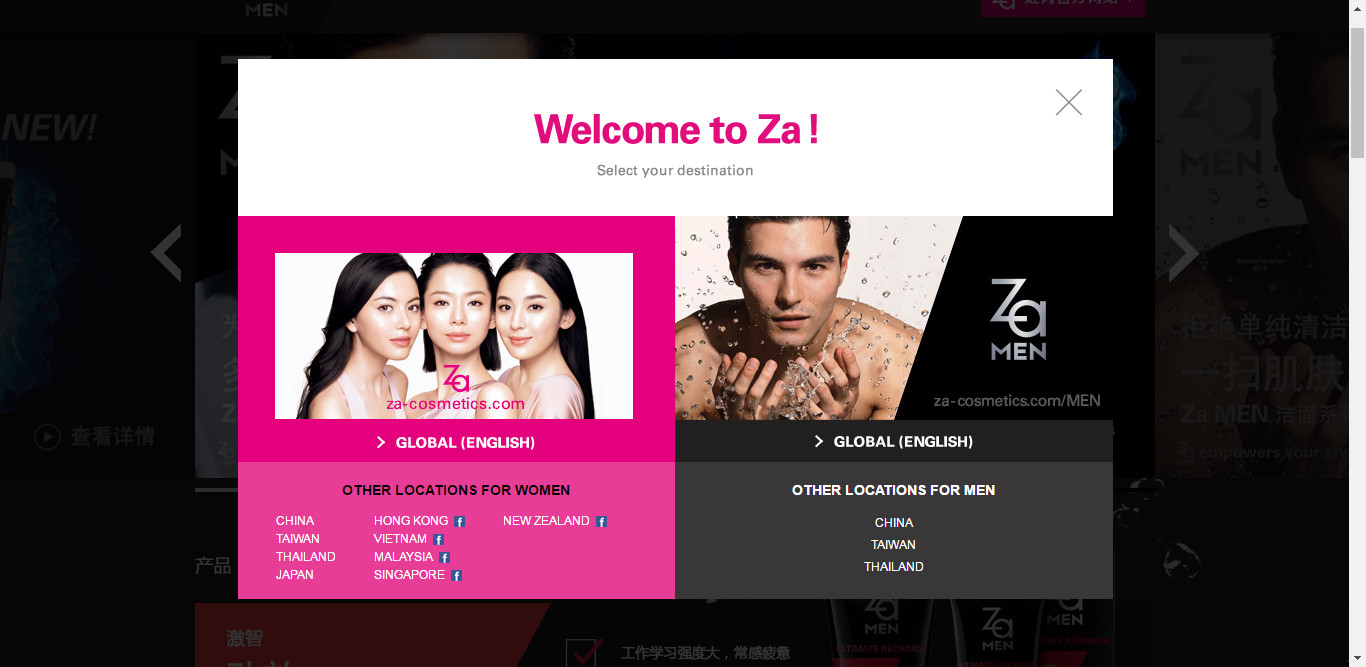 MEN
NEW!
Welcome to Za !
Select your destination
Za
za-cosmetics.com
Za
MEN
za-cosmetics.com/MEN
GLOBAL (ENGLISH)
GLOBAL (ENGLISH)
OTHER LOCATIONS FOR WOMEN
CHINA
HONG KONG
NEW ZEALAND
TAIWAN
VIETNAM
THAILAND
MALAYSIA
JAPAN
SINGAPORE
OTHER LOCATIONS FOR MEN
CHINA
TAIWAN
THAILAND
查看详情
Za
MEN
拒绝单纯清洁
一扫肌肤
Za MEN 洁面系
Za empowers your sty
产品
激智
工作学习强度大，常感疲惫
Za
MEN
ULTIMATE RECHARG
Za
MEN
MEN